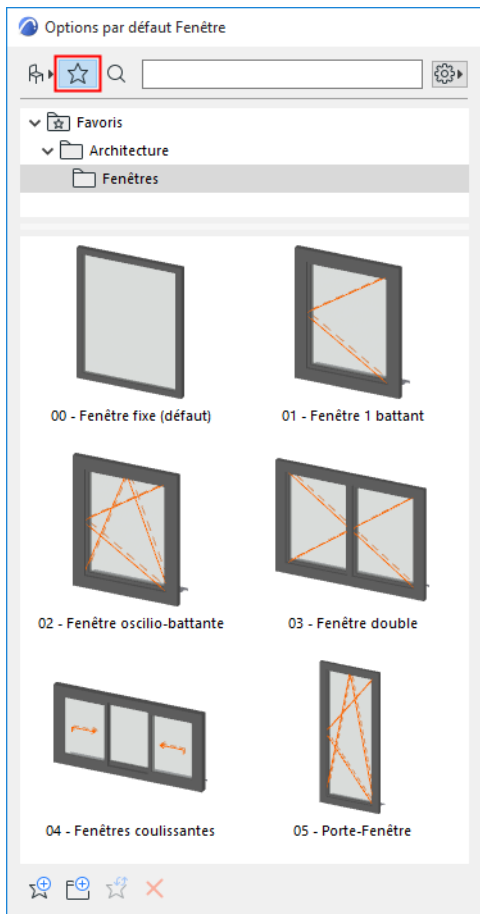 Options par défaut Fenêtre
Favoris
Architecture
Fenêtres
00 - Fenêtre fixe (défaut)
01 - Fenêtre 1 battant
02 - Fenêtre oscilio-battante
03 - Fenêtre double
04 - Fenêtres coulissantes
05 - Porte-Fenêtre